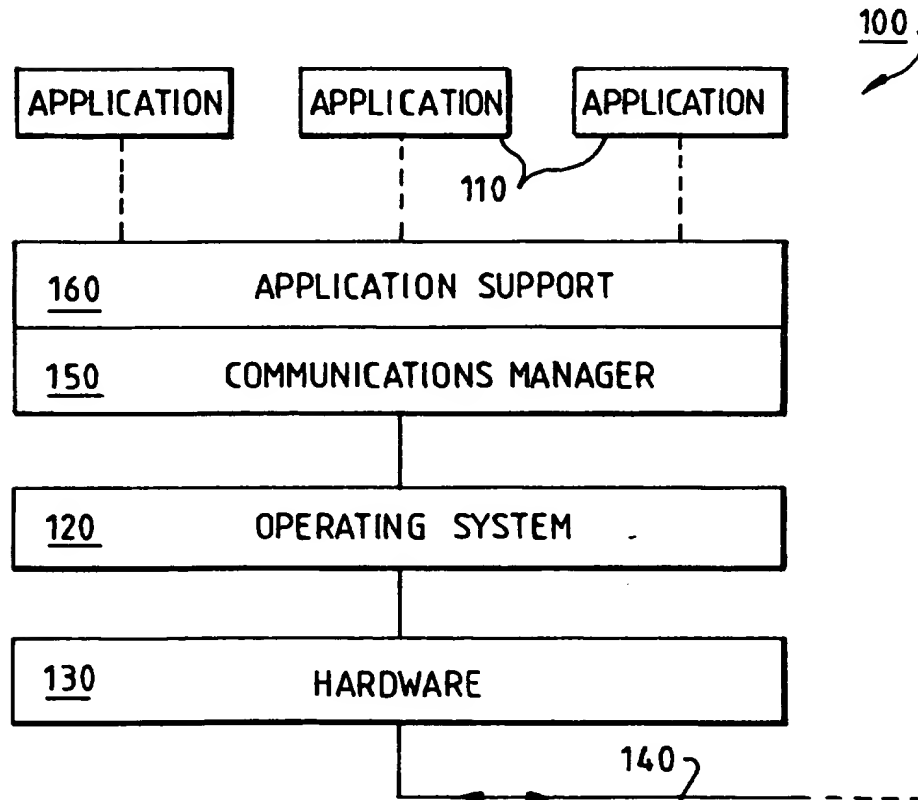 100
APPLICATION APPLICATION APPLICATION
110
160 APPLICATION SUPPORT
150 COMMUNICATIONS MANAGER
120 OPERATING SYSTEM
130 HARDWARE
140